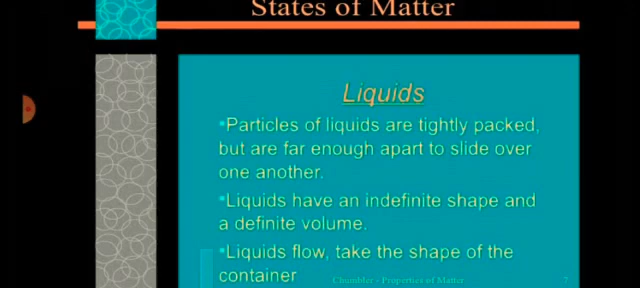 States of Matter
Liquids
•Particles of liquids are tightly packed,
but are far enough apart to slide over
one another.
•Liquids have an indefinite shape and
a definite volume.
•Liquids flow, take the shape of the
container
Chumbler - Properties of Matter
7